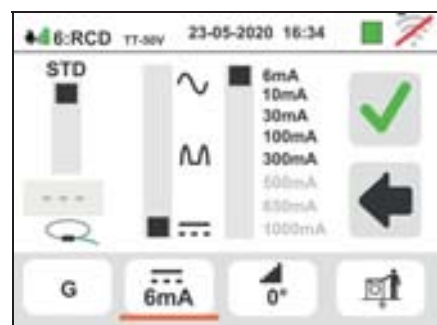 6:RCD TT-50V 23-05-2020 16:34
STD
6mA
10mA
30mA
100mA
300mA
500mA
650mA
1000mA
- - -
G
6mA
0°